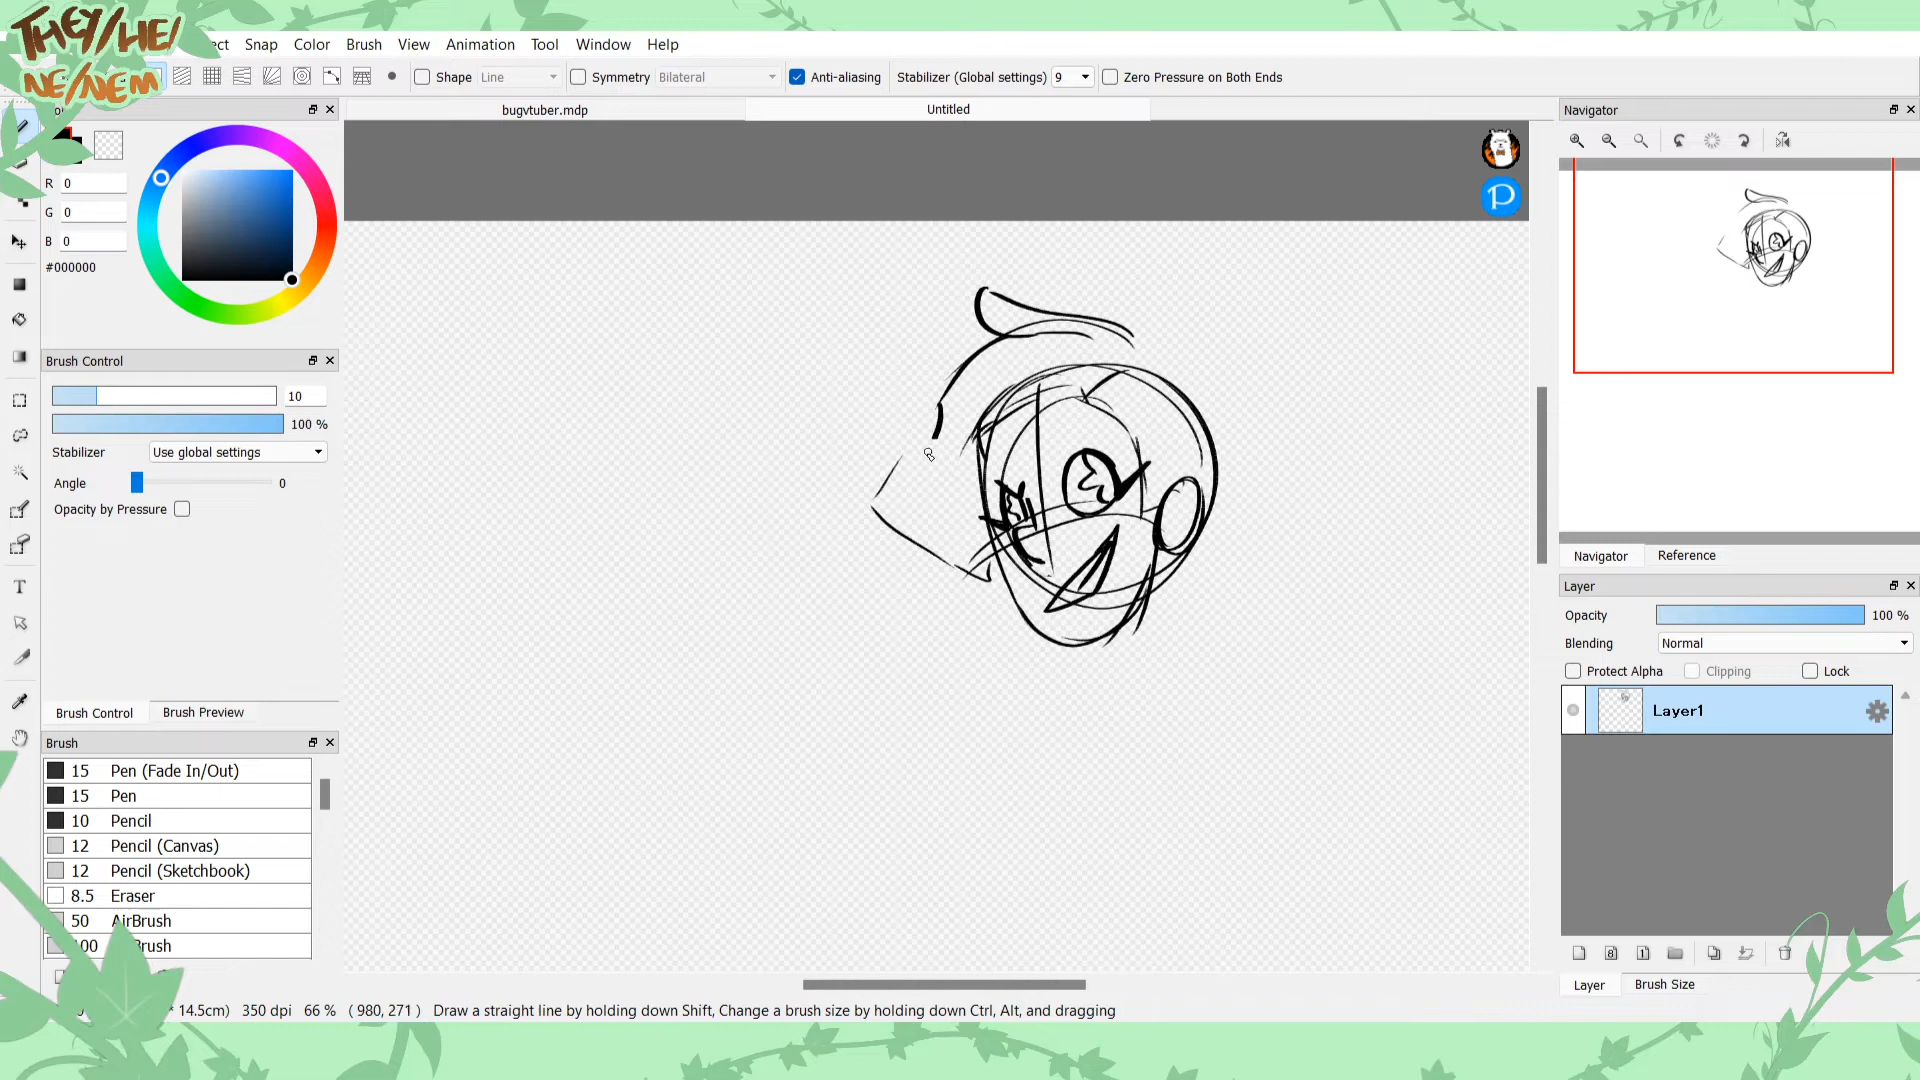 THEY/HE/
NE/NEM
ect Snap Color Brush View Animation Tool Window Help
Shape Line Symmetry Bilateral Anti-aliasing Stabilizer (Global settings) 9 Zero Pressure on Both Ends
bugvtuber.mdp Untitled
Navigator
R 0
G 0
B 0
#000000
Brush Control
10
100 %
Stabilizer Use global settings
Angle 0
Opacity by Pressure
Brush Control Brush Preview
Brush
15 Pen (Fade In/Out)
15 Pen
10 Pencil
12 Pencil (Canvas)
12 Pencil (Sketchbook)
8.5 Eraser
50 AirBrush
100 Brush
Navigator Reference
Layer
Opacity 100 %
Blending Normal
Protect Alpha Clipping Lock
Layer1
Layer Brush Size
* 14.5cm) 350 dpi 66 % ( 980, 271 ) Draw a straight line by holding down Shift, Change a brush size by holding down Ctrl, Alt, and dragging